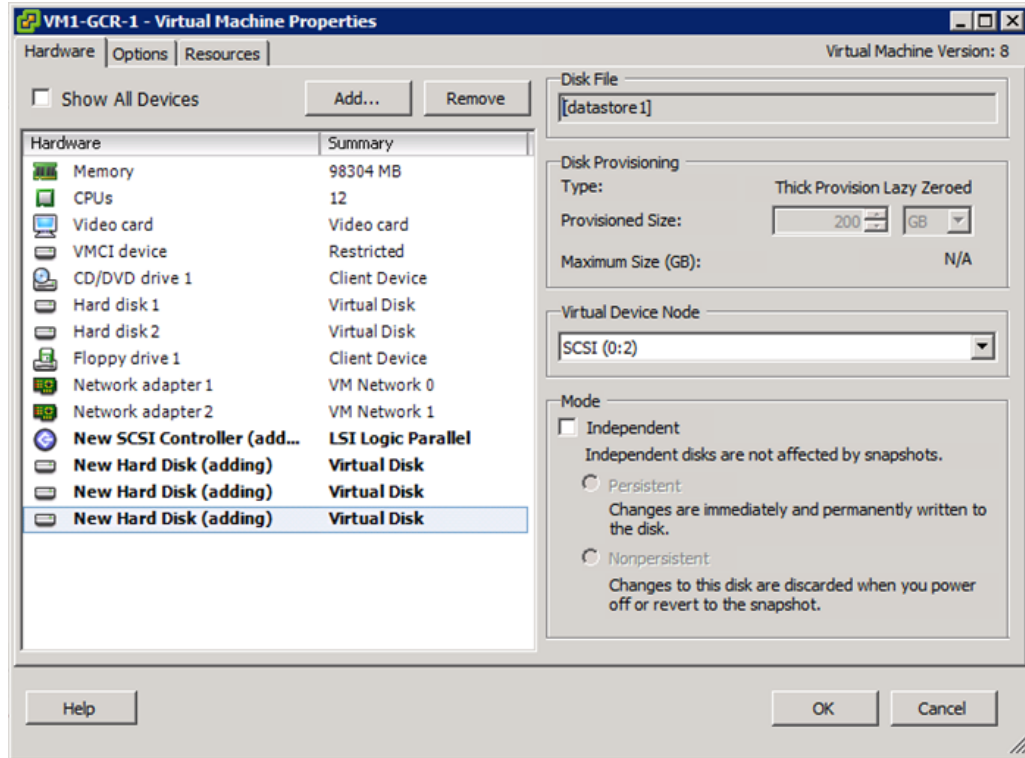 VM1-GCR-1 - Virtual Machine Properties
Hardware Options Resources Virtual Machine Version: 8
Show All Devices Add... Remove
Hardware Summary
Memory 98304 MB
CPUs 12
Video card Video card
VMCI device Restricted
CD/DVD drive 1 Client Device
Hard disk 1 Virtual Disk
Hard disk 2 Virtual Disk
Floppy drive 1 Client Device
Network adapter 1 VM Network 0
Network adapter 2 VM Network 1
New SCSI Controller (add... LSI Logic Parallel
New Hard Disk (adding) Virtual Disk
New Hard Disk (adding) Virtual Disk
New Hard Disk (adding) Virtual Disk
Disk File
[datastore1]
Disk Provisioning
Type: Thick Provision Lazy Zeroed
Provisioned Size: 200 GB
Maximum Size (GB): N/A
Virtual Device Node
SCSI (0:2)
Mode
Independent
Independent disks are not affected by snapshots.
Persistent
Changes are immediately and permanently written to
the disk.
Nonpersistent
Changes to this disk are discarded when you power
off or revert to the snapshot.
Help OK Cancel